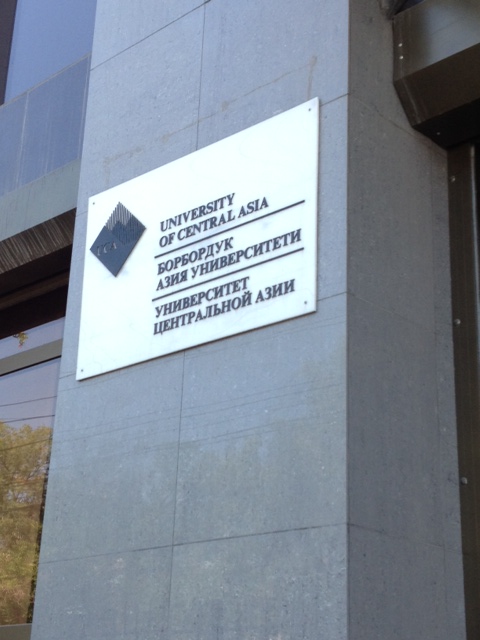 UNIVERSITY
OF CENTRAL ASIA
БОРБОРДУК
АЗИЯ УНИВЕРСИТЕТИ
УНИВЕРСИТЕТ
ЦЕНТРАЛЬНОЙ АЗИИ